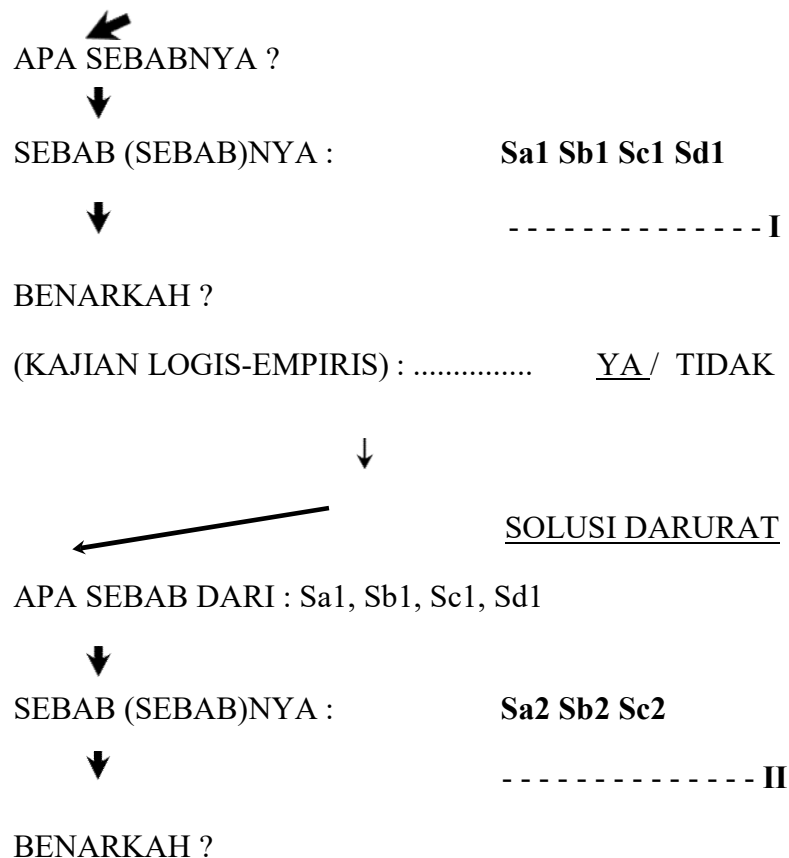 APA SEBABNYA ?
SEBAB (SEBAB)NYA : Sa1 Sb1 Sc1 Sd1
- - - - - - - - - - - - - - I
BENARKAH ?
(KAJIAN LOGIS-EMPIRIS) : ............... YA / TIDAK
SOLUSI DARURAT
APA SEBAB DARI : Sa1, Sb1, Sc1, Sd1
SEBAB (SEBAB)NYA : Sa2 Sb2 Sc2
- - - - - - - - - - - - - - II
BENARKAH ?